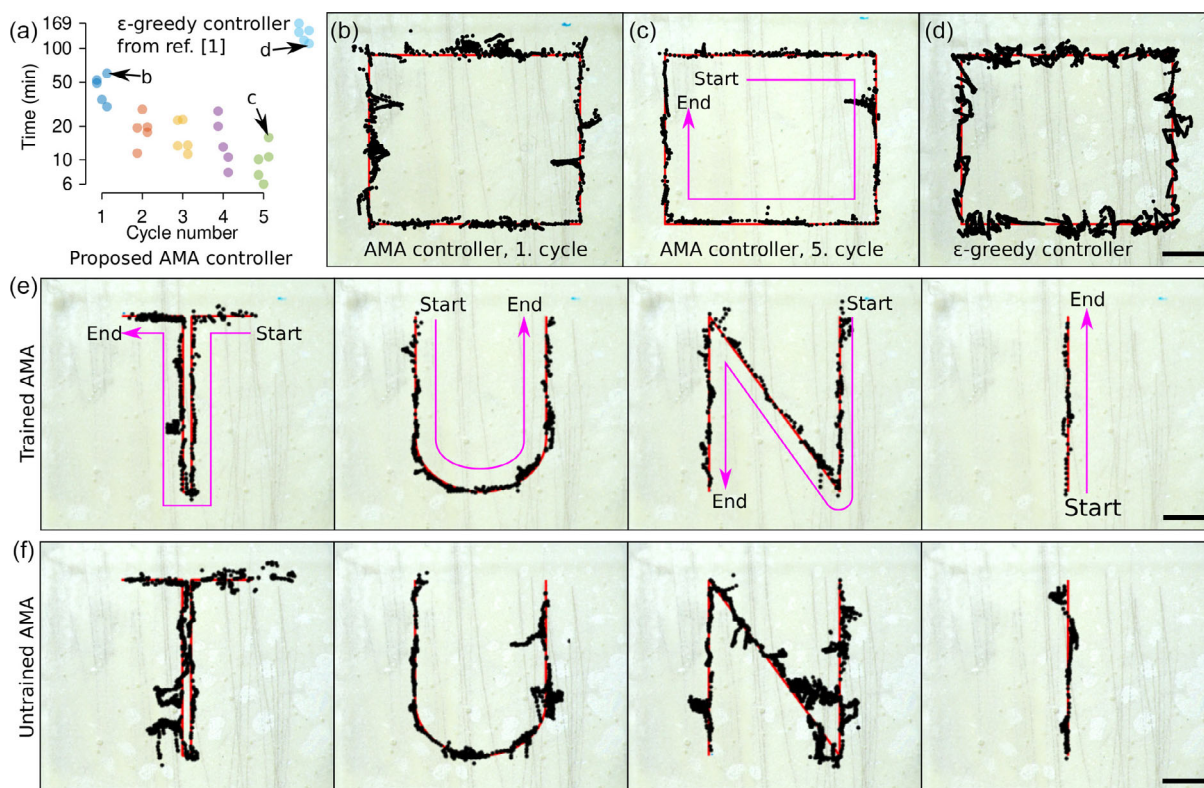 (a)
ε-greedy controller
from ref. [1]
169
100
50
20
10
6
Time (min)
b
c
d
1 2 3 4 5
Cycle number
Proposed AMA controller
(b)
AMA controller, 1. cycle
(c)
Start
End
AMA controller, 5. cycle
(d)
ε-greedy controller
(e)
Trained AMA
End
Start
Start
End
Start
End
End
Start
(f)
Untrained AMA